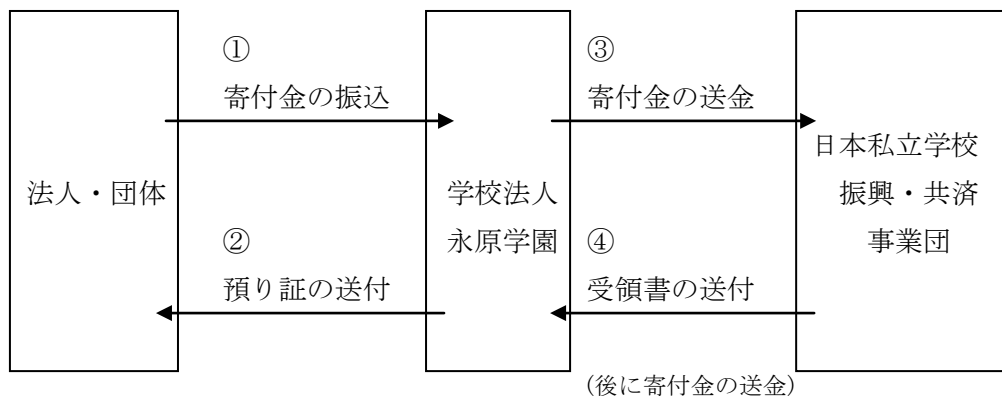 ①
寄付金の振込
③
寄付金の送金
法人・団体
学校法人
永原学園
日本私立学校
振興・共済
事業団
②
預り証の送付
④
受領書の送付
(後に寄付金の送金)